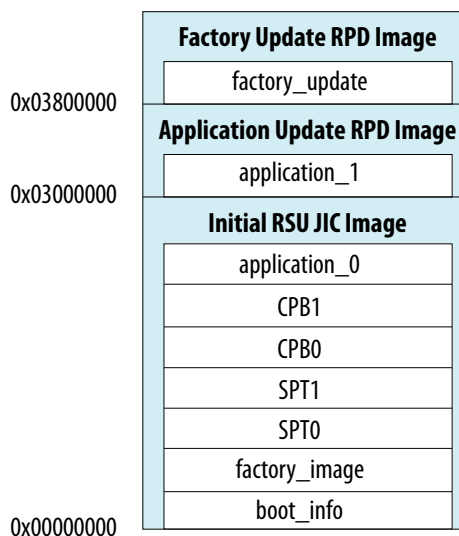 Factory Update RPD Image
factory_update
0x03800000
Application Update RPD Image
application_1
0x03000000
Initial RSU JIC Image
application_0
CPB1
CPB0
SPT1
SPT0
factory_image
boot_info
0x00000000